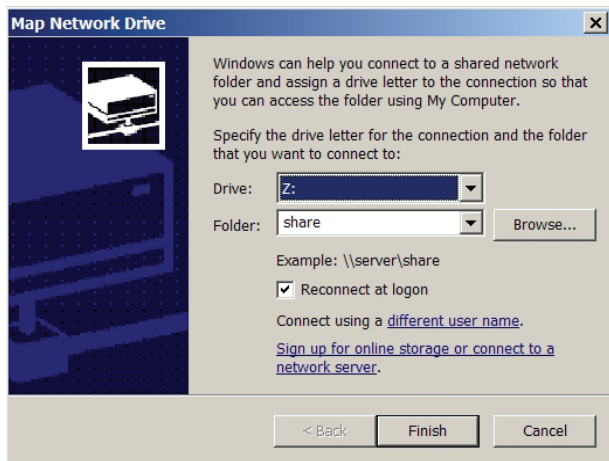 Map Network Drive
Windows can help you connect to a shared network
folder and assign a drive letter to the connection so that
you can access the folder using My Computer.
Specify the drive letter for the connection and the folder
that you want to connect to:
Drive: Z:
Folder: share Browse...
Example: \\server\share
Reconnect at logon
Connect using a different user name.
Sign up for online storage or connect to a
network server.
< Back Finish Cancel